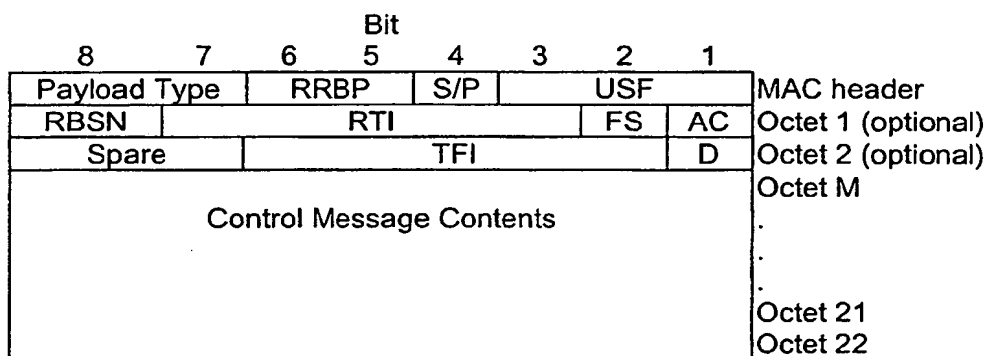 Bit
8 7 6 5 4 3 2 1
Payload Type RRBP S/P USF MAC header
RBSN RTI FS AC Octet 1 (optional)
Spare TFI D Octet 2 (optional)
Octet M
Control Message Contents .
.
.
Octet 21
Octet 22